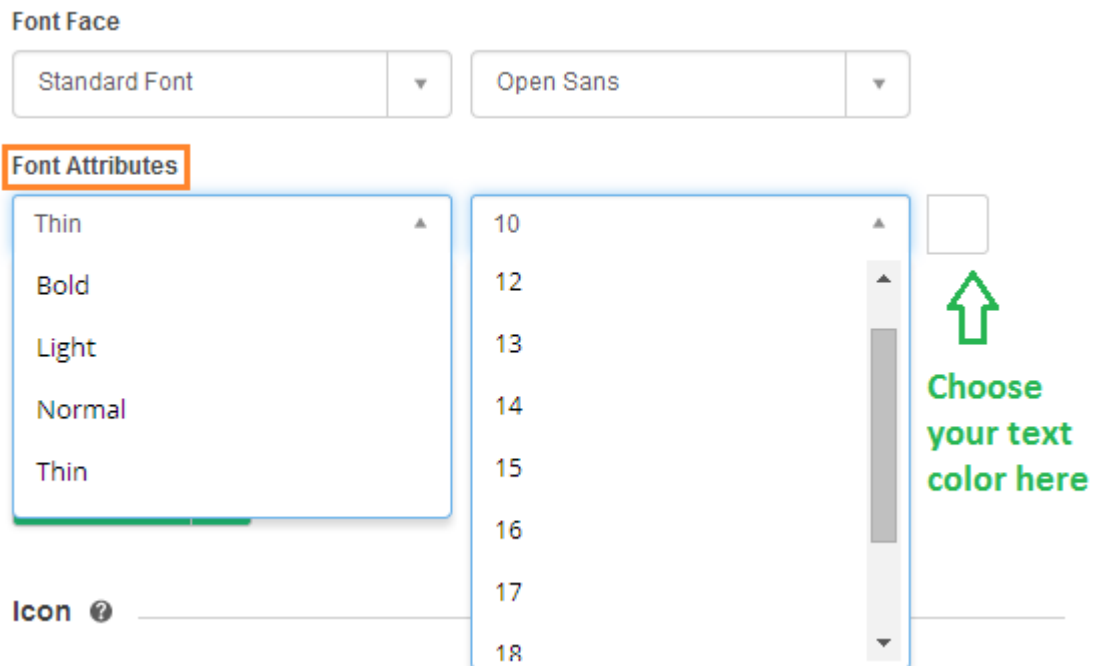 Font Face
Standard Font
Open Sans
Font Attributes
Thin
Bold
Light
Normal
Thin
10
12
13
14
15
16
17
18
Choose
your text
color here
Icon ?